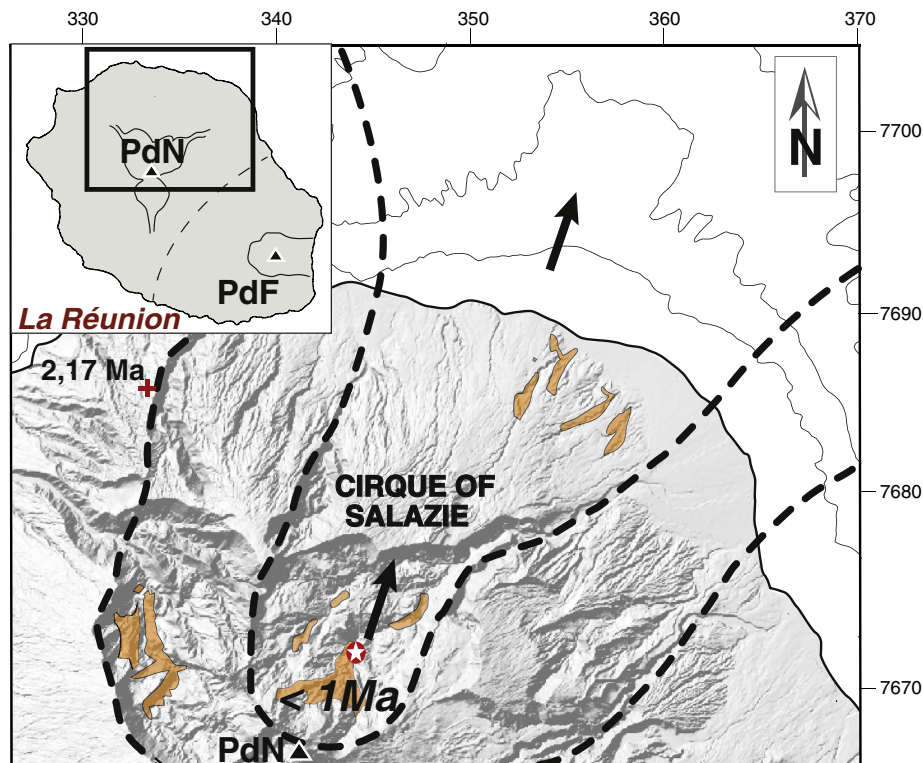 330 340 350 360 370
7700
N
PdN
PdF
La Réunion
7690
2,17 Ma
CIRQUE OF
SALAZIE
7680
< 1Ma
7670
PdN